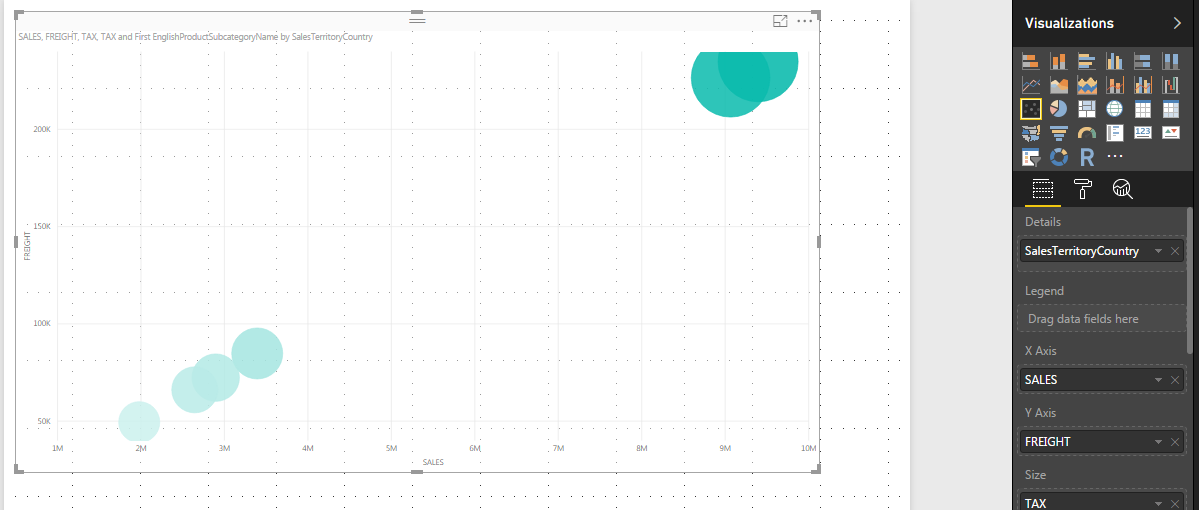 SALES, FREIGHT, TAX, TAX and First EnglishProductSubcategoryName by SalesTerritoryCountry
200K
150K
100K
50K
FREIGHT
1M 2M 3M 4M 5M 6M 7M 8M 9M 10M
SALES
Visualizations
123
R
Details
SalesTerritoryCountry
Legend
Drag data fields here
X Axis
SALES
Y Axis
FREIGHT
Size
TAX